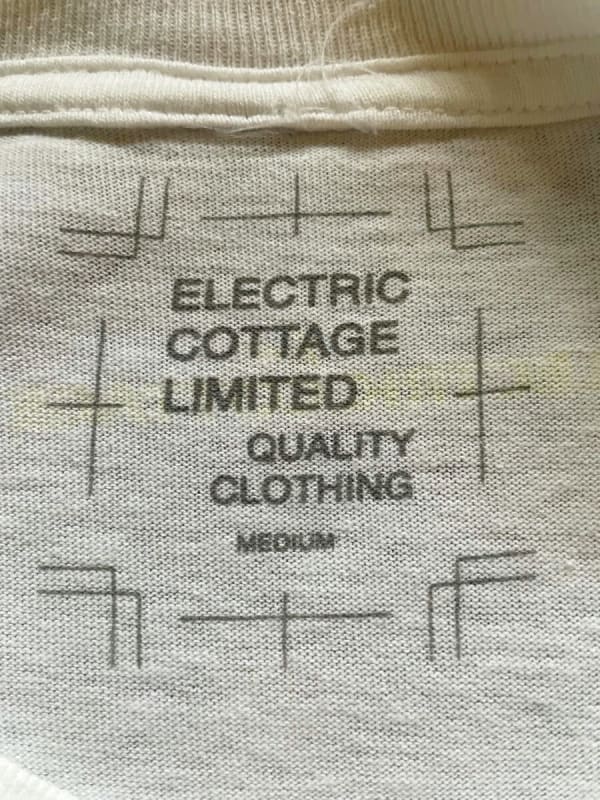 ELECTRIC
COTTAGE
LIMITED
QUALITY
CLOTHING
MEDIUM